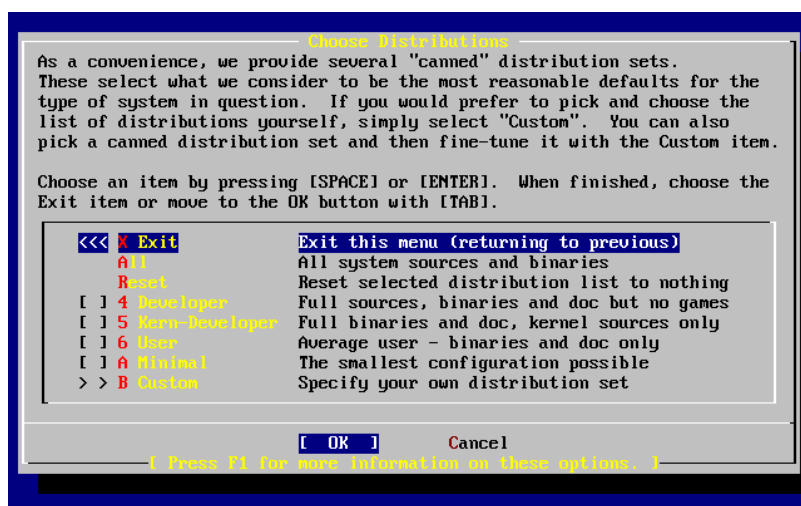 Choose Distributions
As a convenience, we provide several "canned" distribution sets.
These select what we consider to be the most reasonable defaults for the
type of system in question.  If you would prefer to pick and choose the
list of distributions yourself, simply select "Custom".  You can also
pick a canned distribution set and then fine-tune it with the Custom item.
Choose an item by pressing [SPACE] or [ENTER].  When finished, choose the
Exit item or move to the OK button with [TAB].
<<< X Exit Exit this menu (returning to previous)
All All system sources and binaries
Reset Reset selected distribution list to nothing
[ ] 4 Developer Full sources, binaries and doc but no games
[ ] 5 Kern-Developer Full binaries and doc, kernel sources only
[ ] 6 User Average user - binaries and doc only
[ ] A Minimal The smallest configuration possible
> > B Custom Specify your own distribution set
[ OK ] Cancel
[ Press F1 for more information on these options. ]